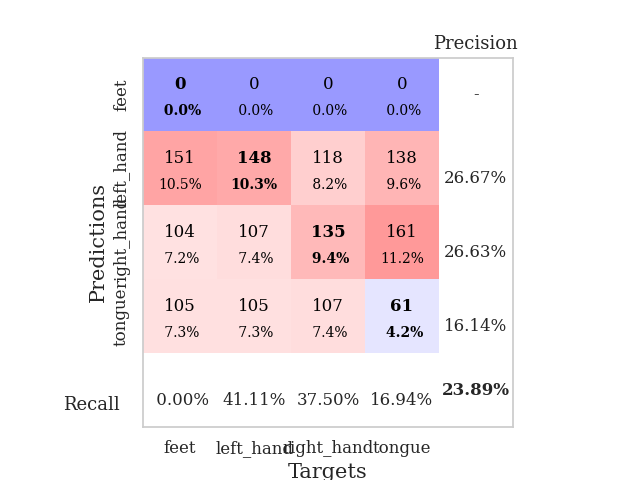 Precision
feet 0 0 0 0 -
0.0% 0.0% 0.0% 0.0%
left_hand 151 148 118 138 26.67%
10.5% 10.3% 8.2% 9.6%
right_hand 104 107 135 161 26.63%
7.2% 7.4% 9.4% 11.2%
tongue 105 105 107 61 16.14%
7.3% 7.3% 7.4% 4.2%
Predictions
Recall 0.00% 41.11% 37.50% 16.94% 23.89%
feet left_hand right_hand tongue
Targets